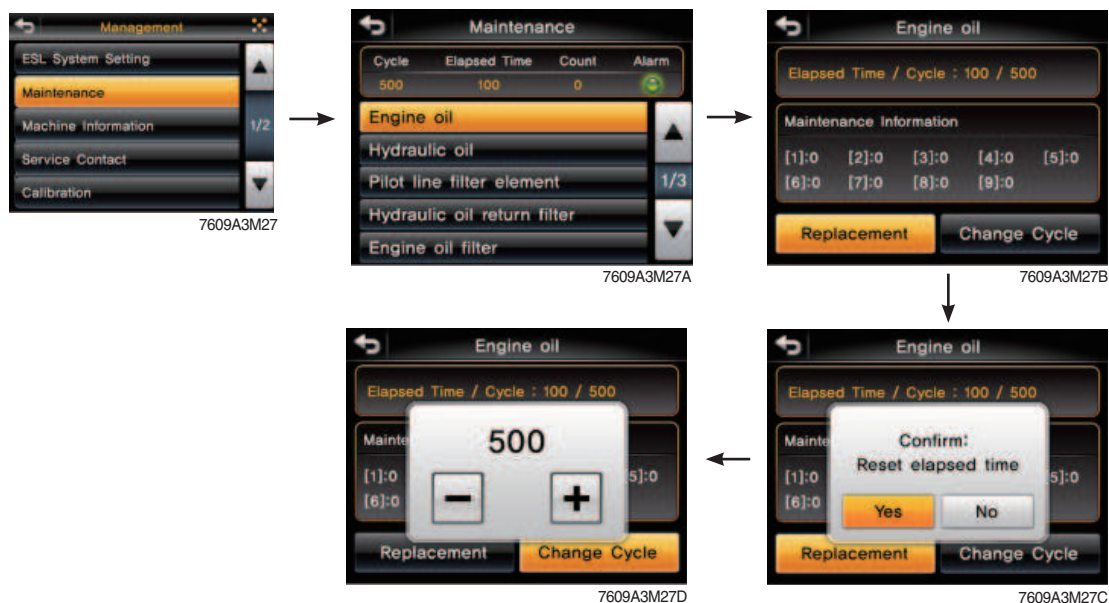 Management
ESL System Setting
Maintenance
Machine Information
1/2
Service Contact
Calibration
7609A3M27
Maintenance
Cycle Elapsed Time Count Alarm
500 100 0
Engine oil
Hydraulic oil
Pilot line filter element
1/3
Hydraulic oil return filter
Engine oil filter
7609A3M27A
Engine oil
Elapsed Time / Cycle : 100 / 500
Maintenance Information
[1]:0 [2]:0 [3]:0 [4]:0 [5]:0
[6]:0 [7]:0 [8]:0 [9]:0
Replacement Change Cycle
7609A3M27B
Engine oil
Elapsed Time / Cycle : 100 / 500
Mainte
500
[1]:0 5]:0
[6]:0
− +
Replacement Change Cycle
7609A3M27D
Engine oil
Elapsed Time / Cycle : 100 / 500
Mainte
Confirm:
Reset elapsed time
[1]:0 5]:0
[6]:0
Yes No
Replacement Change Cycle
7609A3M27C